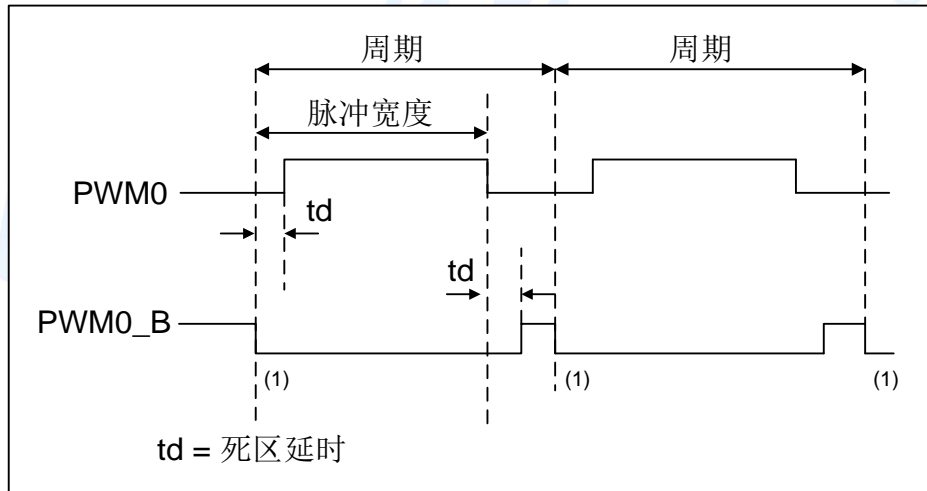 周期 周期
脉冲宽度
PWM0
td
td
PWM0_B
(1) (1) (1)
td = 死区延时